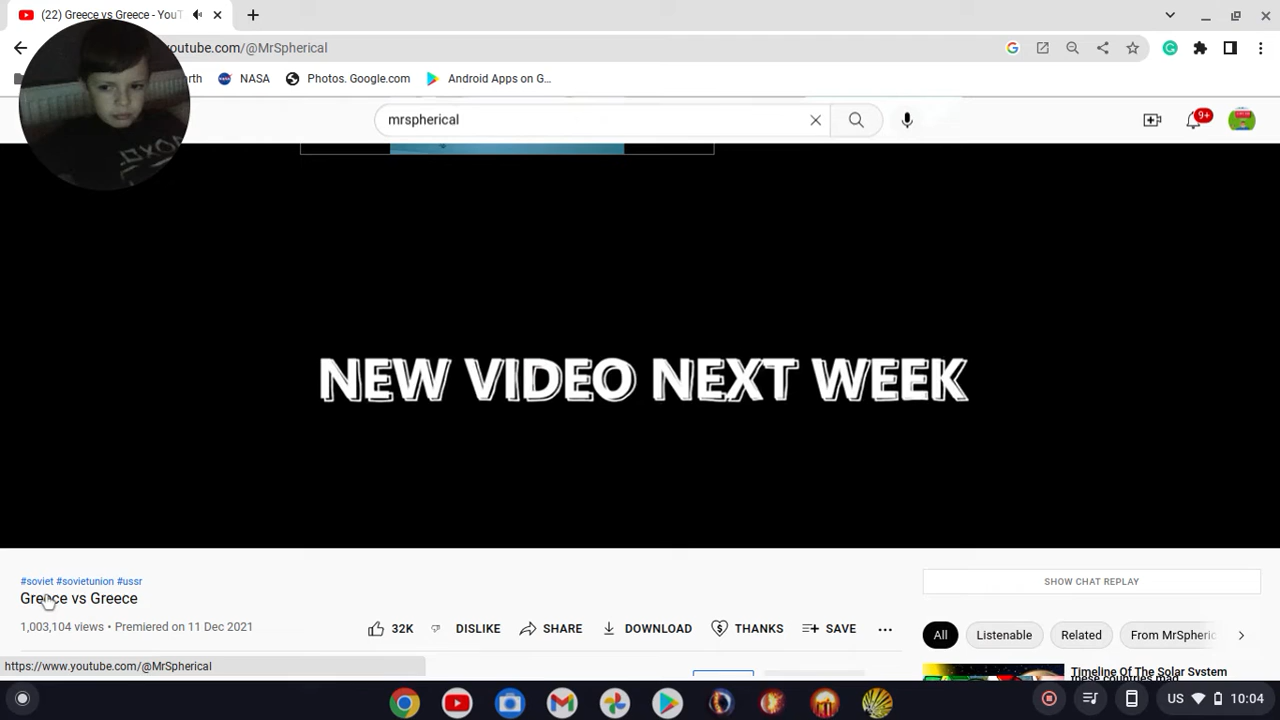 (22) Greece vs Greece - YouT
youtube.com/@MrSpherical
rth NASA Photos. Google.com Android Apps on G...
mrspherical
9+
NEW VIDEO NEXT WEEK
#soviet #sovietunion #ussr
Greece vs Greece
1,003,104 views • Premiered on 11 Dec 2021
32K DISLIKE SHARE DOWNLOAD THANKS SAVE
SHOW CHAT REPLAY
All Listenable Related From MrSpheric
Timeline Of The Solar System
https://www.youtube.com/@MrSpherical
US 10:04